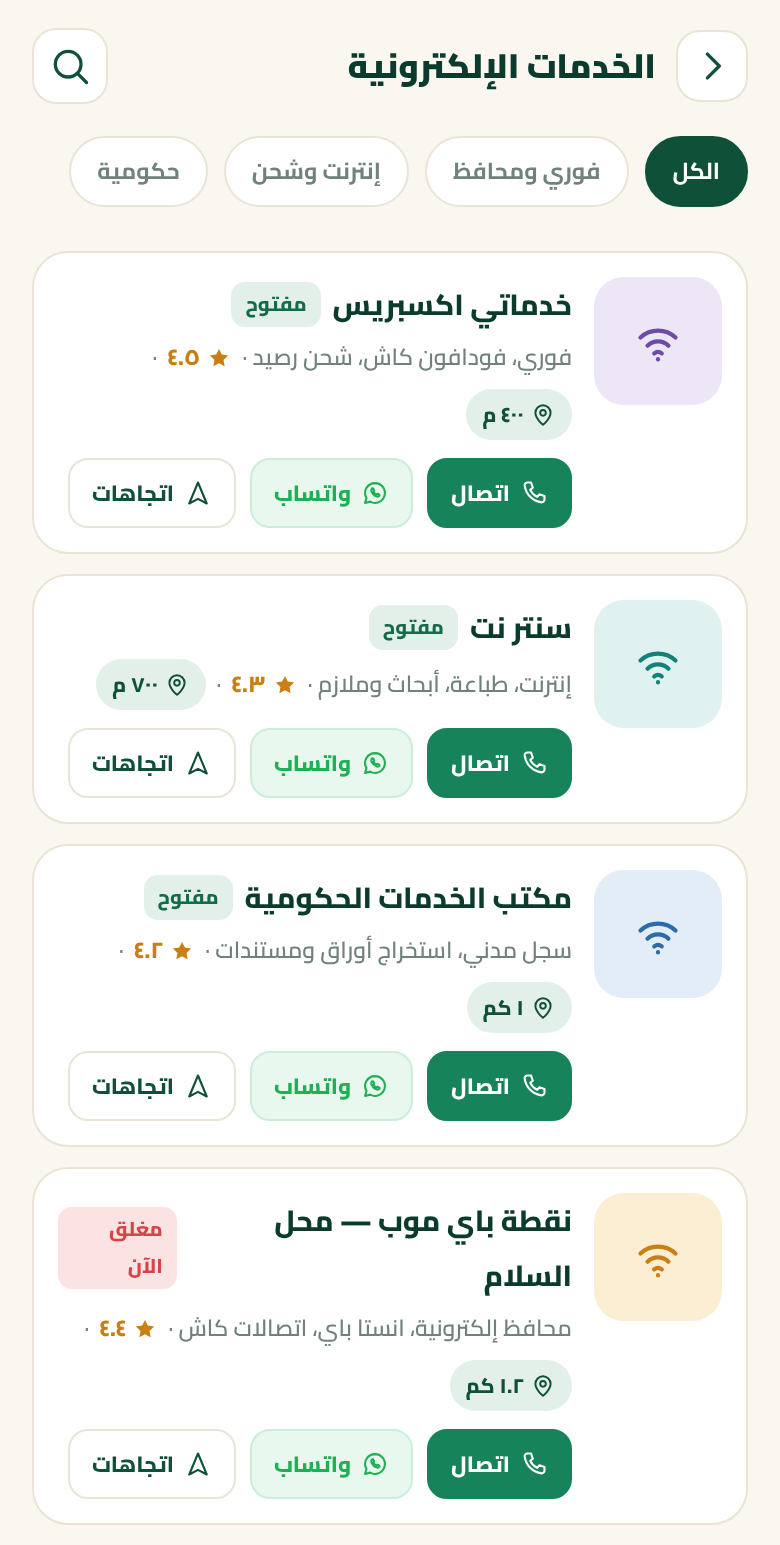 الخدمات الإلكترونية
الكل
فوري ومحافظ
إنترنت وشحن
حكومية
خدماتي اكسبريس
مفتوح
فوري، فودافون كاش، شحن رصيد · ٤.٥ ·
٤٠٠ م
اتصال
واتساب
اتجاهات
سنتر نت
مفتوح
إنترنت، طباعة، أبحاث وملازم · ٤.٣ · ٧٠٠ م
اتصال
واتساب
اتجاهات
مكتب الخدمات الحكومية
مفتوح
سجل مدني، استخراج أوراق ومستندات · ٤.٢ ·
١ كم
اتصال
واتساب
اتجاهات
نقطة باي موب — محل
السلام
مغلق
الآن
محافظ إلكترونية، انستا باي، اتصالات كاش · ٤.٤ ·
١.٢ كم
اتصال
واتساب
اتجاهات